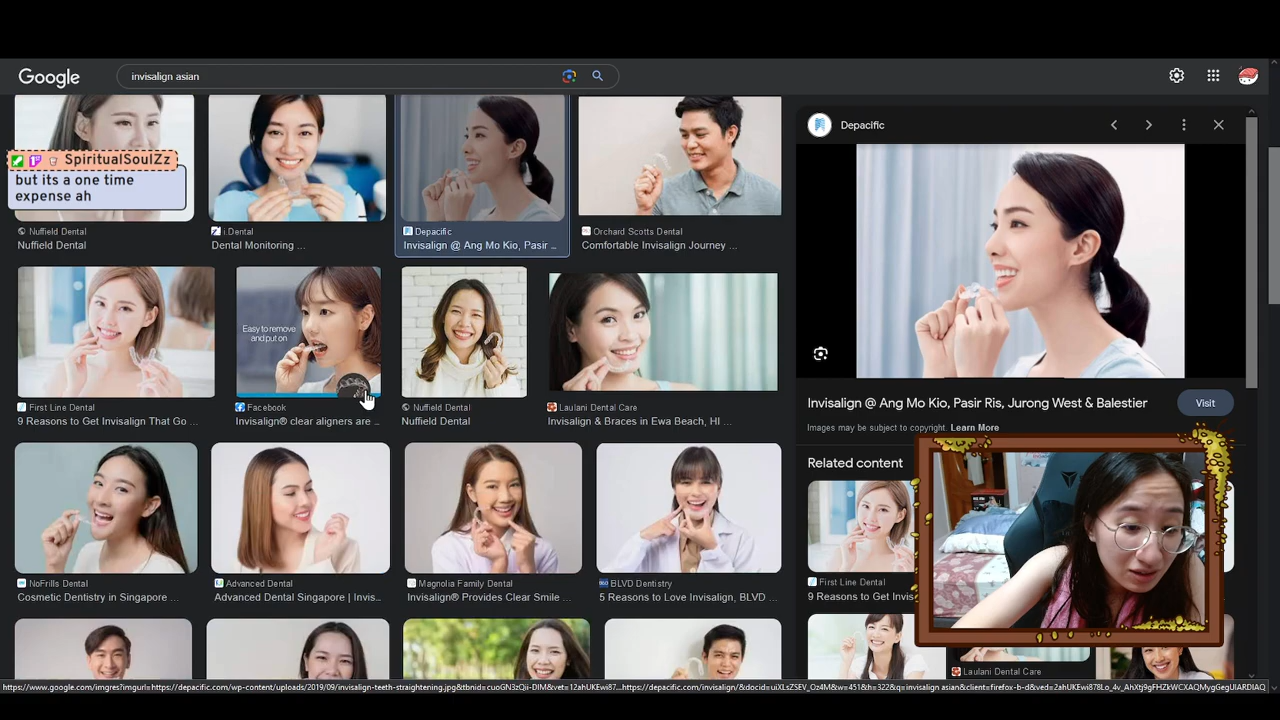 Google
invisalign asian
SpiritualSoulZz
but its a one time
expense ah
Nuffield Dental
Nuffield Dental
i.Dental
Dental Monitoring ...
Depacific
Invisalign @ Ang Mo Kio, Pasir ...
Orchard Scotts Dental
Comfortable Invisalign Journey ...
Easy to remove
and put on
First Line Dental
9 Reasons to Get Invisalign That Go ...
Facebook
Invisalign® clear aligners are ...
Nuffield Dental
Nuffield Dental
Laulani Dental Care
Invisalign & Braces in Ewa Beach, HI ...
NoFrills Dental
Cosmetic Dentistry in Singapore ...
Advanced Dental
Advanced Dental Singapore | Invis...
Magnolia Family Dental
Invisalign® Provides Clear Smile ...
BLVD Dentistry
5 Reasons to Love Invisalign, BLVD ...
Depacific
Invisalign @ Ang Mo Kio, Pasir Ris, Jurong West & Balestier
Visit
Images may be subject to copyright. Learn More
Related content
First Line Dental
9 Reasons to Get Invis
Laulani Dental Care